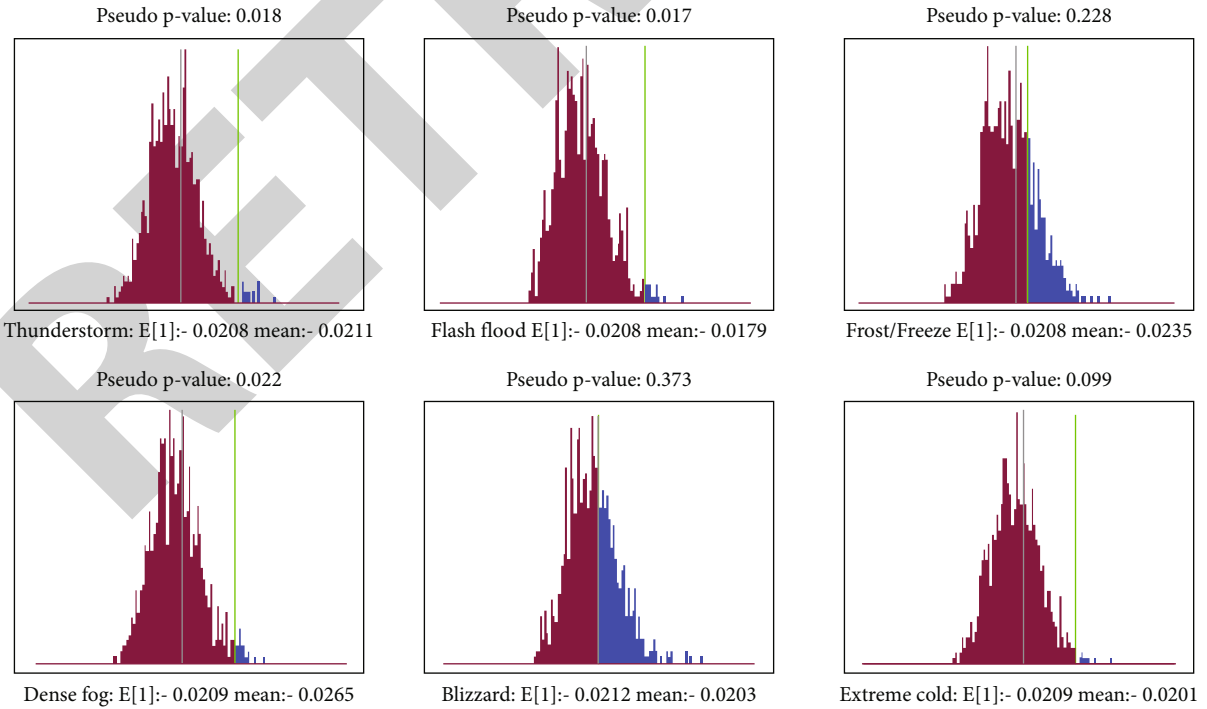 Pseudo p-value: 0.018
Pseudo p-value: 0.017
Pseudo p-value: 0.228
Thunderstorm: E[1]:- 0.0208 mean:- 0.0211
Flash flood E[1]:- 0.0208 mean:- 0.0179
Frost/Freeze E[1]:- 0.0208 mean:- 0.0235
Pseudo p-value: 0.022
Pseudo p-value: 0.373
Pseudo p-value: 0.099
Dense fog: E[1]:- 0.0209 mean:- 0.0265
Blizzard: E[1]:- 0.0212 mean:- 0.0203
Extreme cold: E[1]:- 0.0209 mean:- 0.0201
RETR